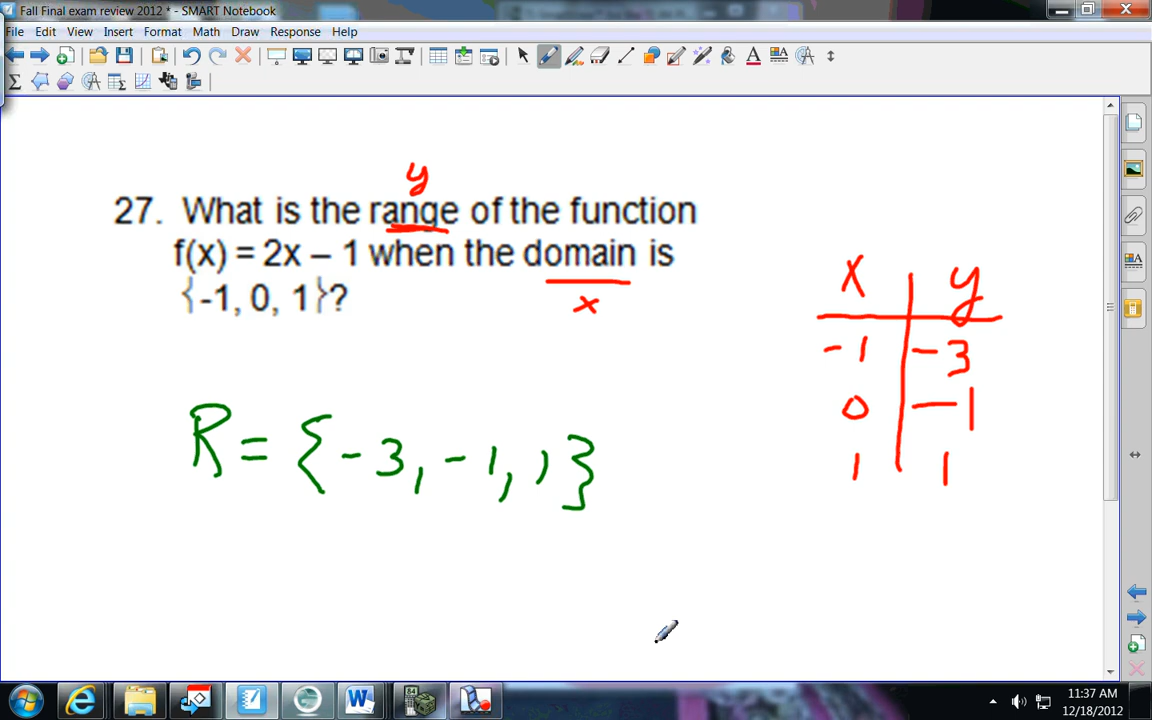 Fall Final exam review 2012 * - SMART Notebook
File Edit View Insert Format Math Draw Response Help
y
27. What is the range of the function
f(x) = 2x – 1 when the domain is
{-1, 0, 1}?
x
x y
-1 -3
0 -1
1 1
R = {-3, -1, 1}
11:37 AM
12/18/2012